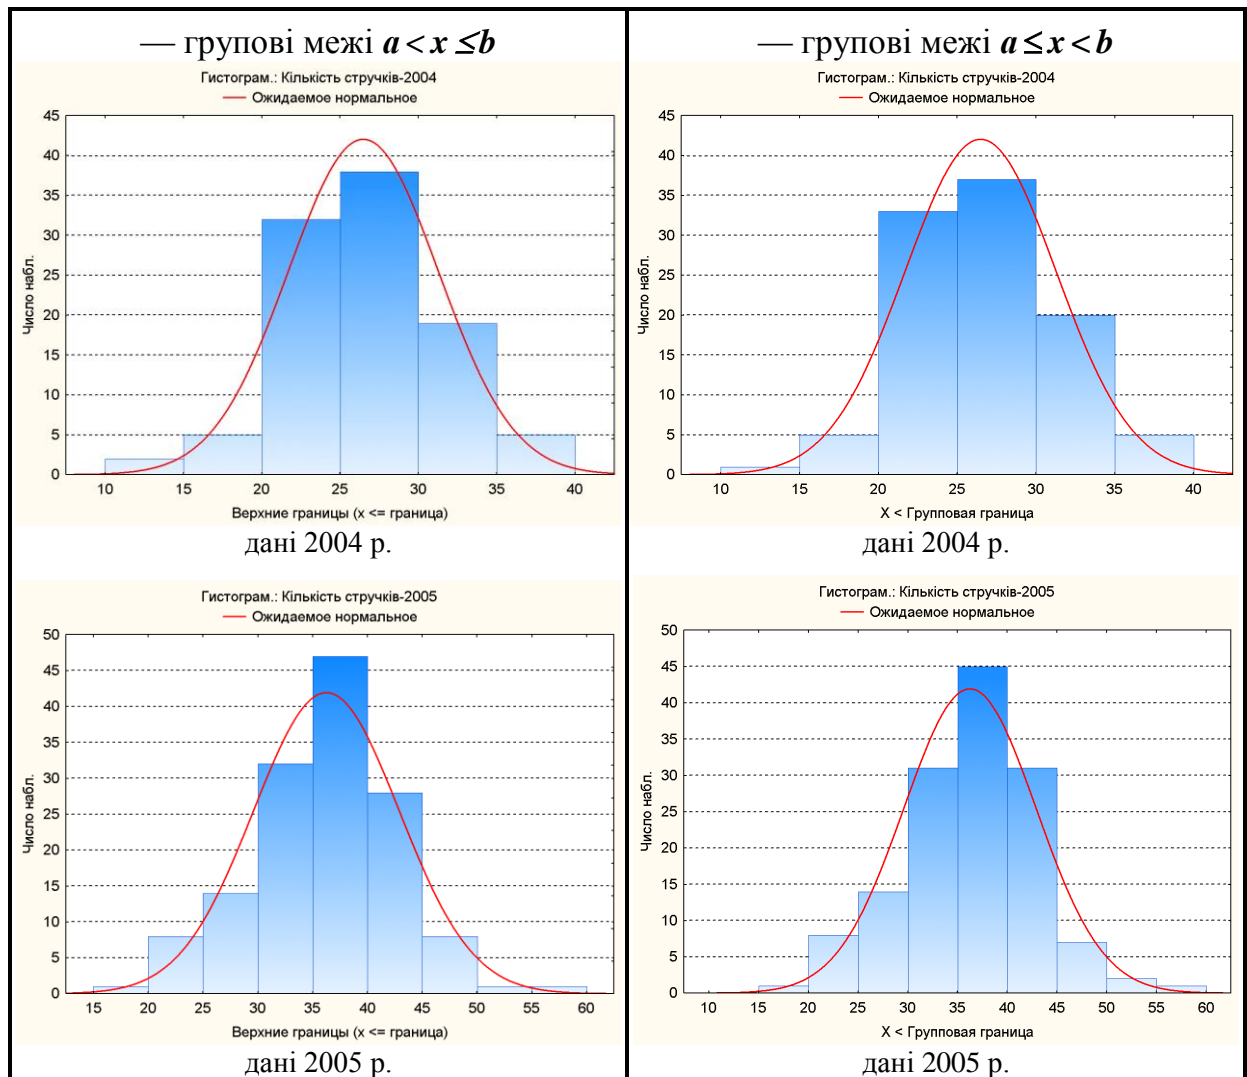 — групові межі a < x ≤ b
Гистограм.: Кількість стручків-2004
Ожидаемое нормальное
45
40
35
30
25
20
15
10
5
0
Число набл.
10 15 20 25 30 35 40
Верхние границы (x <= граница)
дані 2004 р.
Гистограм.: Кількість стручків-2005
Ожидаемое нормальное
50
45
40
35
30
25
20
15
10
5
0
Число набл.
15 20 25 30 35 40 45 50 55 60
Верхние границы (x <= граница)
дані 2005 р.
— групові межі a ≤ x < b
Гистограм.: Кількість стручків-2004
Ожидаемое нормальное
45
40
35
30
25
20
15
10
5
0
Число набл.
10 15 20 25 30 35 40
X < Групповая граница
дані 2004 р.
Гистограм.: Кількість стручків-2005
Ожидаемое нормальное
50
45
40
35
30
25
20
15
10
5
0
Число набл.
10 15 20 25 30 35 40 45 50 55 60
X < Групповая граница
дані 2005 р.